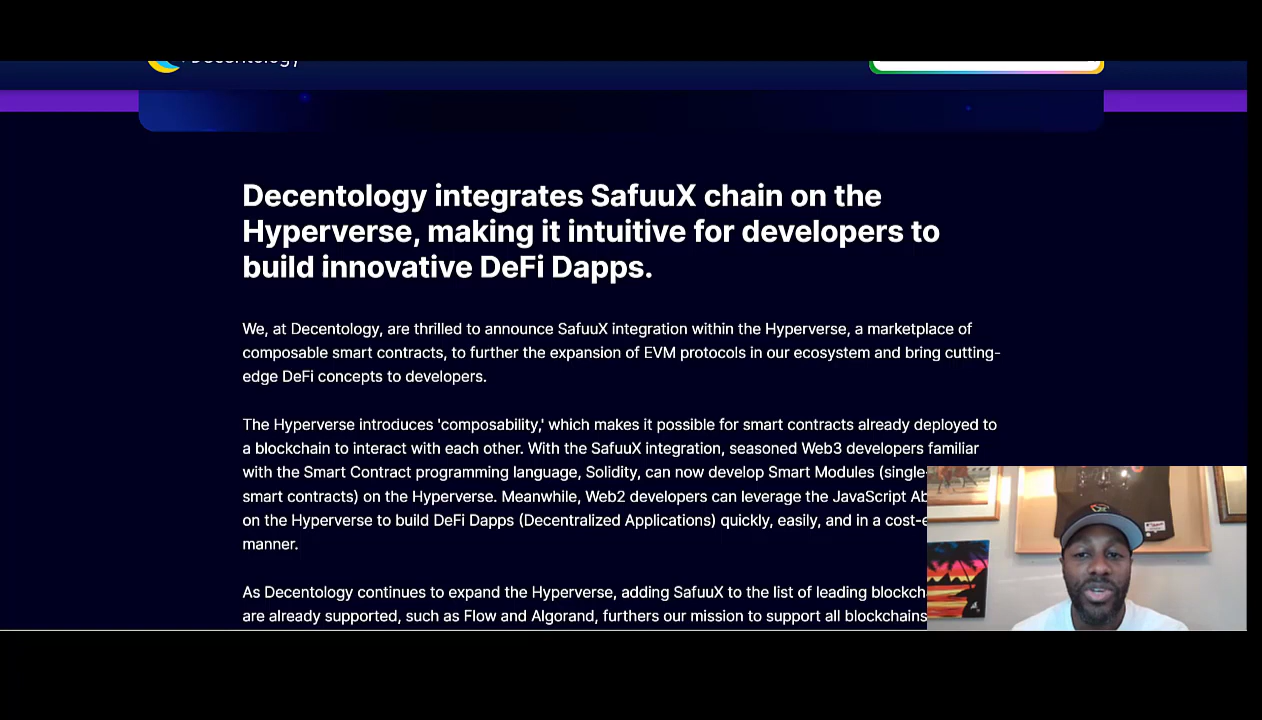 Decentology
Decentology integrates SafuuX chain on the
Hyperverse, making it intuitive for developers to
build innovative DeFi Dapps.
We, at Decentology, are thrilled to announce SafuuX integration within the Hyperverse, a marketplace of
composable smart contracts, to further the expansion of EVM protocols in our ecosystem and bring cutting-
edge DeFi concepts to developers.
The Hyperverse introduces 'composability,' which makes it possible for smart contracts already deployed to
a blockchain to interact with each other. With the SafuuX integration, seasoned Web3 developers familiar
with the Smart Contract programming language, Solidity, can now develop Smart Modules (single-
smart contracts) on the Hyperverse. Meanwhile, Web2 developers can leverage the JavaScript
on the Hyperverse to build DeFi Dapps (Decentralized Applications) quickly, easily, and in a
manner.
As Decentology continues to expand the Hyperverse, adding SafuuX to the list of leading
are already supported, such as Flow and Algorand, furthers our mission to support all blockchains